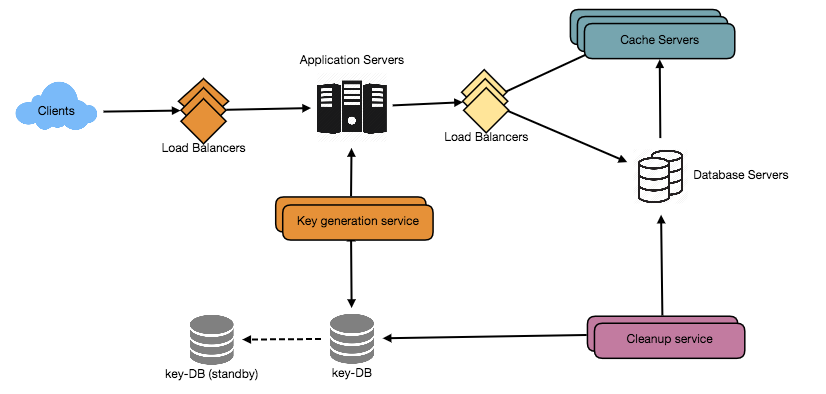 Cache Servers
Application Servers
Clients
Load Balancers
Load Balancers
Database Servers
Key generation service
Cleanup service
key-DB (standby)
key-DB